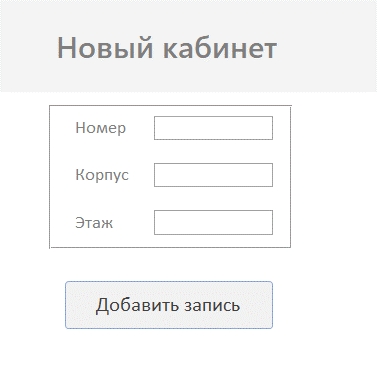 Новый кабинет
Номер
Корпус
Этаж
Добавить запись